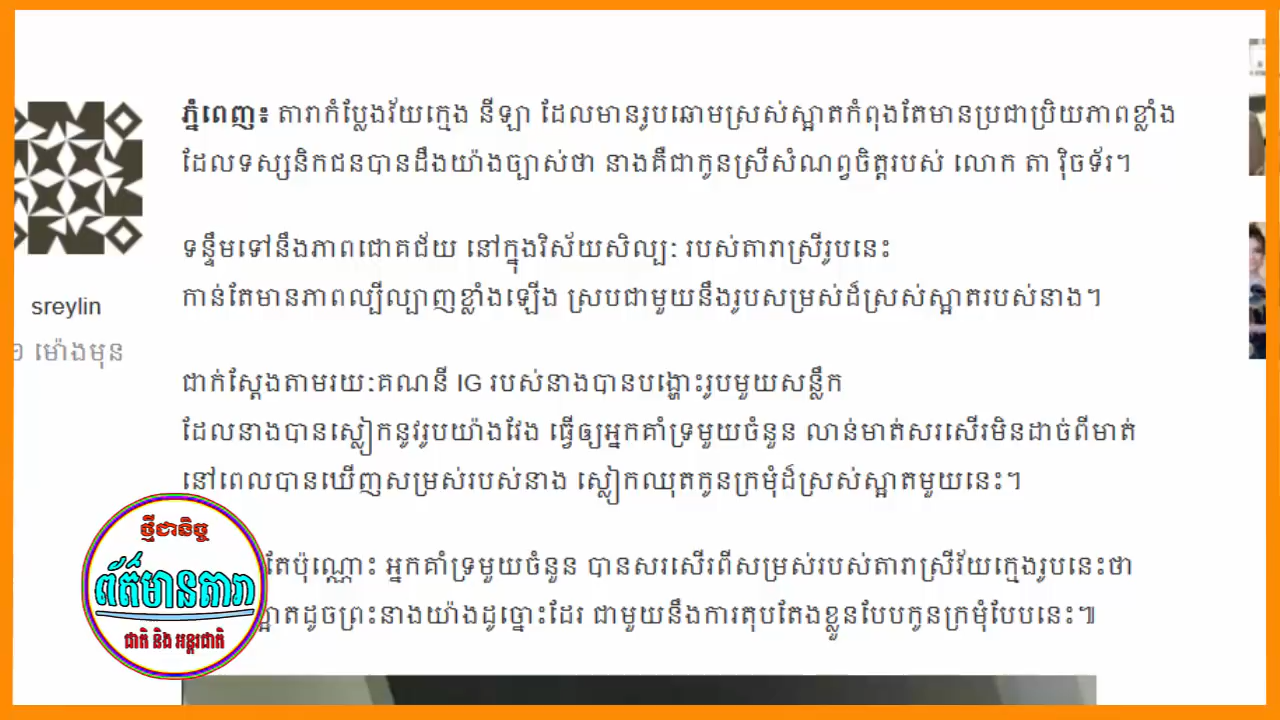 ភ្នំពេញ៖ តារាកំប្លែងវ័យក្មេង នីឡា ដែលមានរូបឆោមស្រស់ស្អាតកំពុងតែមានប្រជាប្រិយភាពខ្លាំង
ដែលទស្សនិកជនបានដឹងយ៉ាងច្បាស់ថា នាងគឺជាកូនស្រីសំណព្វចិត្តរបស់ លោក តា វ៉ិចទ័រ។
ទន្ទឹមទៅនឹងភាពជោគជ័យ នៅក្នុងវិស័យសិល្បៈ របស់តារាស្រីរូបនេះ
កាន់តែមានភាពល្បីល្បាញខ្លាំងឡើង ស្របជាមួយនឹងរូបសម្រស់ដ៏ស្រស់ស្អាតរបស់នាង។
sreylin
ម៉ោងមុន
ជាក់ស្តែងតាមរយៈគណនី IG របស់នាងបានបង្ហោះរូបមួយសន្លឹក
ដែលនាងបានស្លៀកនូវរូបយ៉ាងវែង ធ្វើឲ្យអ្នកគាំទ្រមួយចំនួន លាន់មាត់សរសើរមិនដាច់ពីមាត់
នៅពេលបានឃើញសម្រស់របស់នាង ស្លៀកឈុតកូនក្រមុំដ៏ស្រស់ស្អាតមួយនេះ។
តែប៉ុណ្ណោះ អ្នកគាំទ្រមួយចំនួន បានសរសើរពីសម្រស់របស់តារាស្រីវ័យក្មេងរូបនេះថា
ស្អាតដូចព្រះនាងយ៉ាងដូច្នោះដែរ ជាមួយនឹងការតុបតែងខ្លួនបែបកូនក្រមុំបែបនេះ៕
ថ្មីជានិច្ច
ព័ត៌មានតារា
ជាតិ និង អន្តរជាតិ